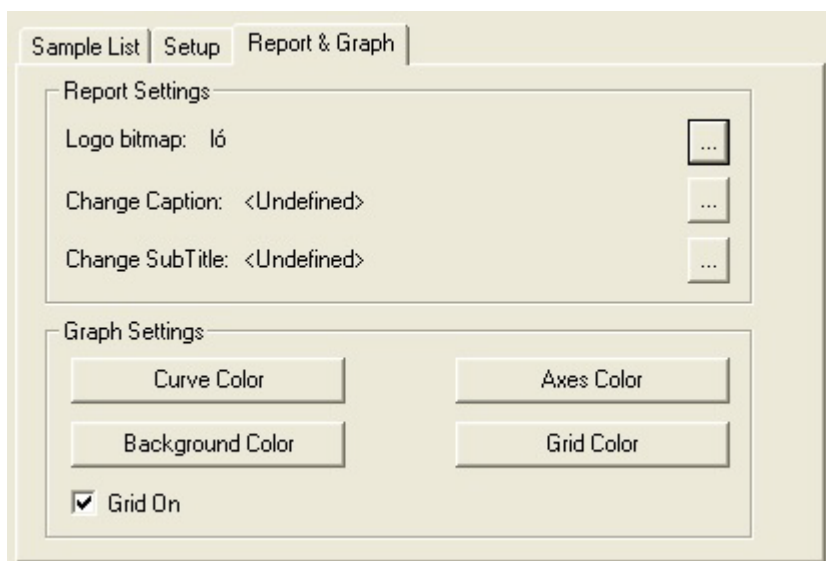 Sample List Setup Report & Graph
Report Settings
Logo bitmap: ló ...
Change Caption: <Undefined> ...
Change SubTitle: <Undefined> ...
Graph Settings
Curve Color Axes Color
Background Color Grid Color
Grid On